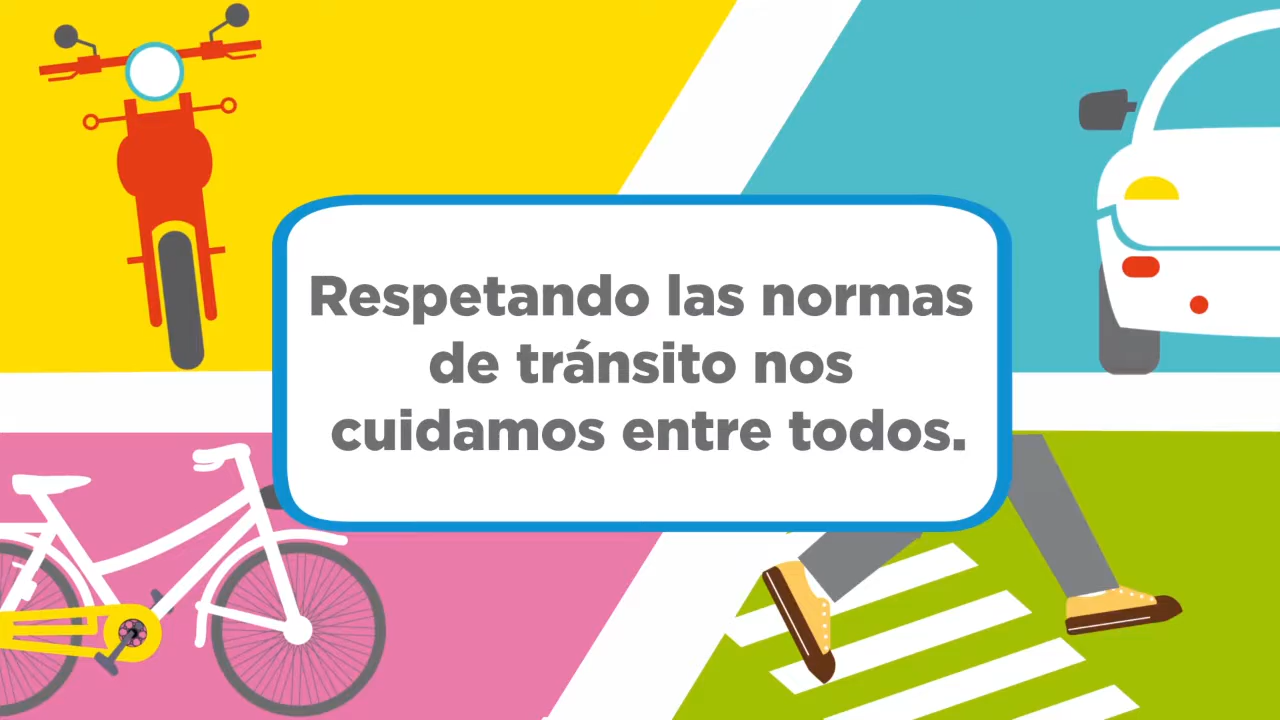 Respetando las normas
de tránsito nos
cuidamos entre todos.